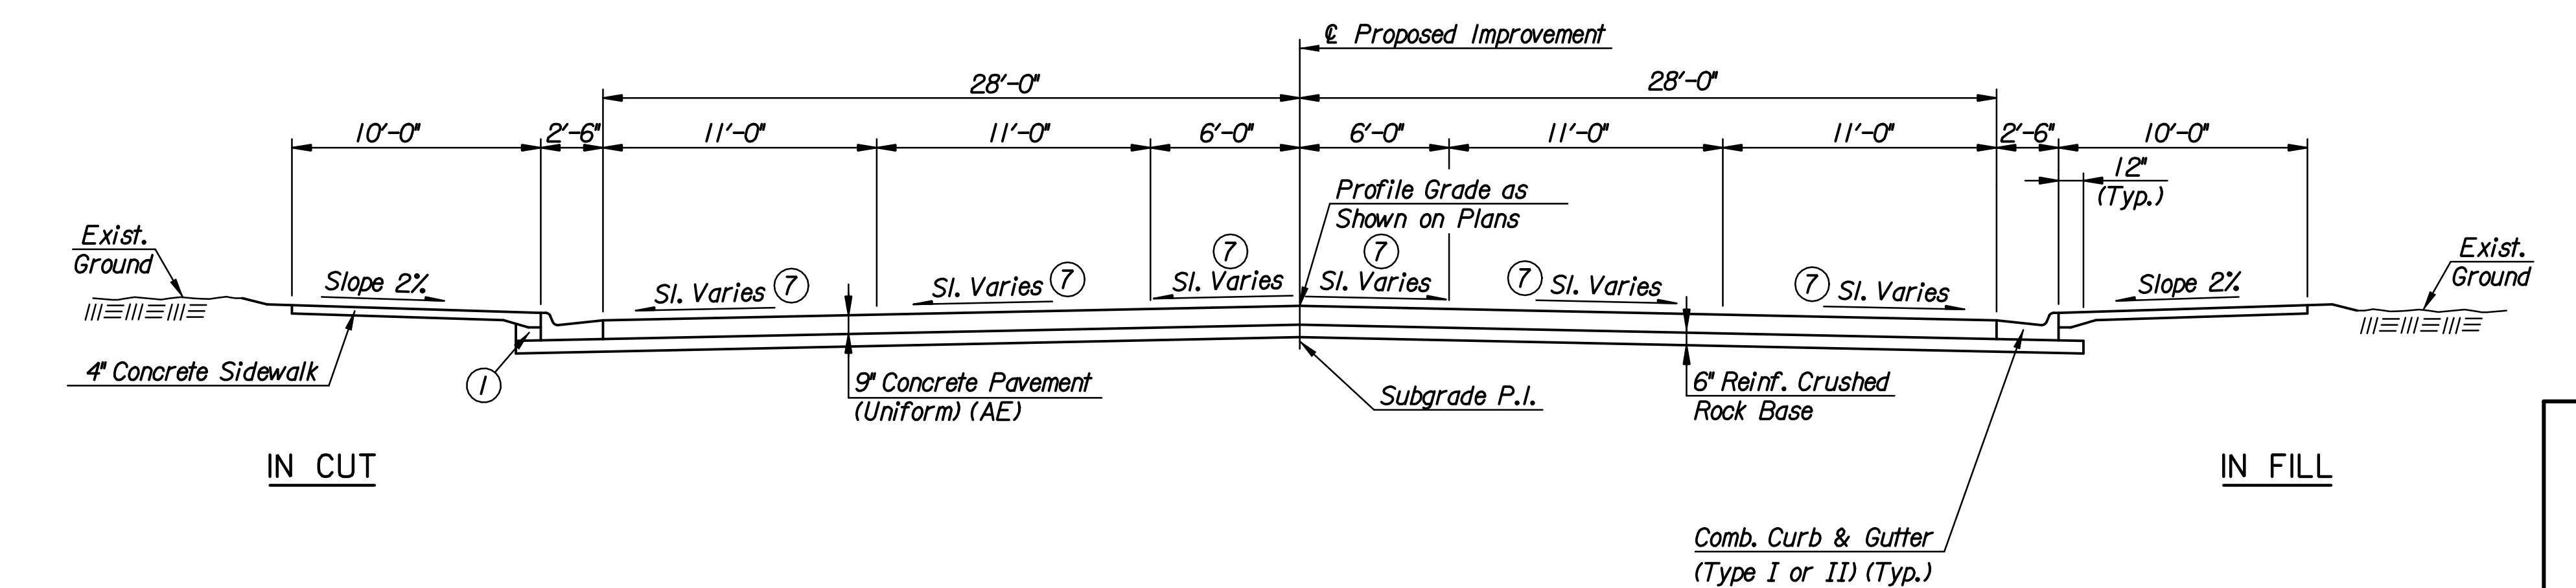 ℄ Proposed Improvement
28'-0" 28'-0"
10'-0" 2'-6" 11'-0" 11'-0" 6'-0" 6'-0" 11'-0" 11'-0" 2'-6" 10'-0"
12"
(Typ.)
Profile Grade as
Shown on Plans
Exist.
Ground
Slope 2%
Sl. Varies 7
Sl. Varies 7
7
Sl. Varies
7
Sl. Varies
7 Sl. Varies
7 Sl. Varies
Slope 2%
Exist.
Ground
4" Concrete Sidewalk
1
9" Concrete Pavement
(Uniform) (AE)
Subgrade P.I.
6" Reinf. Crushed
Rock Base
IN CUT
IN FILL
Comb. Curb & Gutter
(Type I or II) (Typ.)